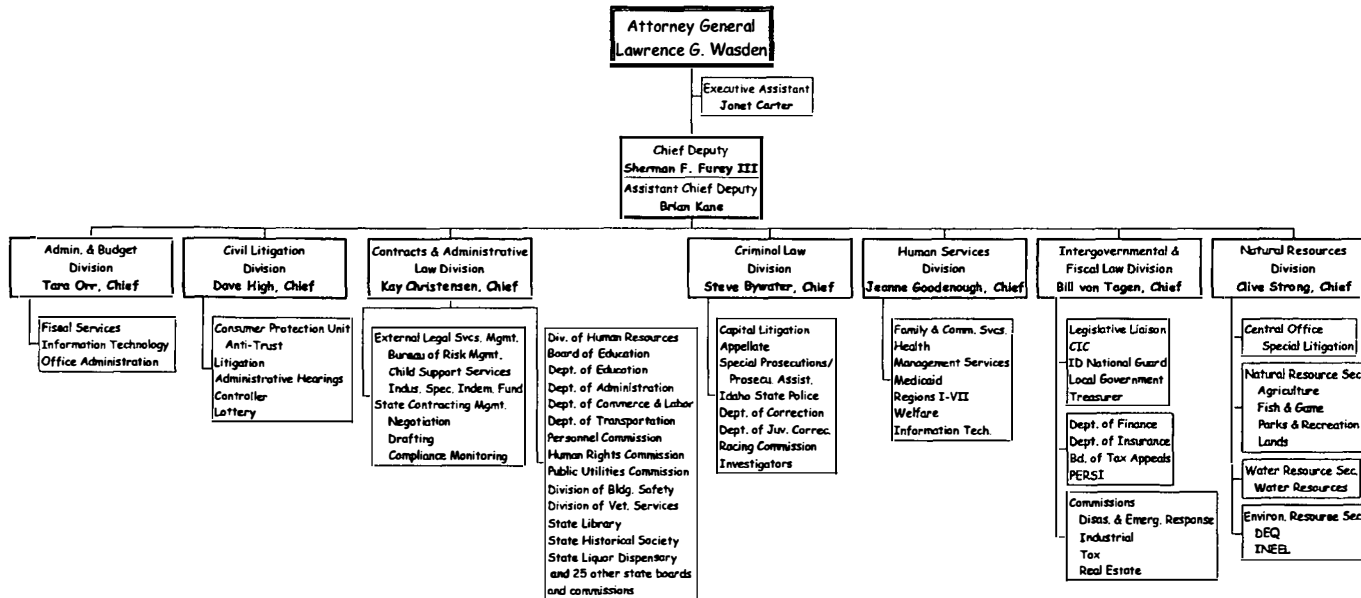 Attorney General
Lawrence G. Wasden
Executive Assistant
Jonet Carter
Chief Deputy
Sherman F. Furey III
Assistant Chief Deputy
Brian Kane
Admin. & Budget
Division
Tara Orr, Chief
Fiscal Services
Information Technology
Office Administration
Civil Litigation
Division
Dave High, Chief
Consumer Protection Unit
Anti-Trust
Litigation
Administrative Hearings
Controller
Lottery
Contracts & Administrative
Law Division
Kay Christensen, Chief
External Legal Svcs. Mgmt.
Bureau of Risk Mgmt.
Child Support Services
Indus. Spec. Indem. Fund
State Contracting Mgmt.
Negotiation
Drafting
Compliance Monitoring
Div. of Human Resources
Board of Education
Dept. of Education
Dept. of Administration
Dept. of Commerce & Labor
Dept. of Transportation
Personnel Commission
Human Rights Commission
Public Utilities Commission
Division of Bldg. Safety
Division of Vet. Services
State Library
State Historical Society
State Liquor Dispensary
and 25 other state boards
and commissions
Criminal Law
Division
Steve Bywater, Chief
Capital Litigation
Appellate
Special Prosecutions/
Prosecu. Assist.
Idaho State Police
Dept. of Correction
Dept. of Juv. Correc.
Racing Commission
Investigators
Human Services
Division
Jeanne Goodenough, Chief
Family & Comm. Svcs.
Health
Management Services
Medicaid
Regions I-VII
Welfare
Information Tech.
Intergovernmental &
Fiscal Law Division
Bill von Tagen, Chief
Legislative Liaison
CIC
ID National Guard
Local Government
Treasurer
Dept. of Finance
Dept. of Insurance
Bd. of Tax Appeals
PERSI
Commissions
Disas. & Emerg. Response
Industrial
Tax
Real Estate
Natural Resources
Division
Clive Strong, Chief
Central Office
Special Litigation
Natural Resource Sec.
Agriculture
Fish & Game
Parks & Recreation
Lands
Water Resource Sec.
Water Resources
Environ. Resource Sec.
DEQ
INEEL